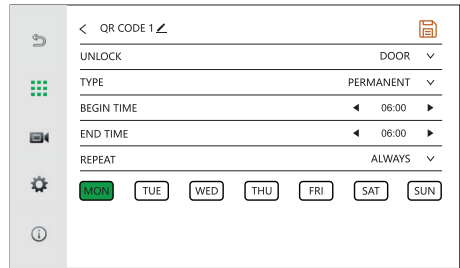 QR CODE 1
UNLOCK DOOR
TYPE PERMANENT
BEGIN TIME 06:00
END TIME 06:00
REPEAT ALWAYS
MON TUE WED THU FRI SAT SUN